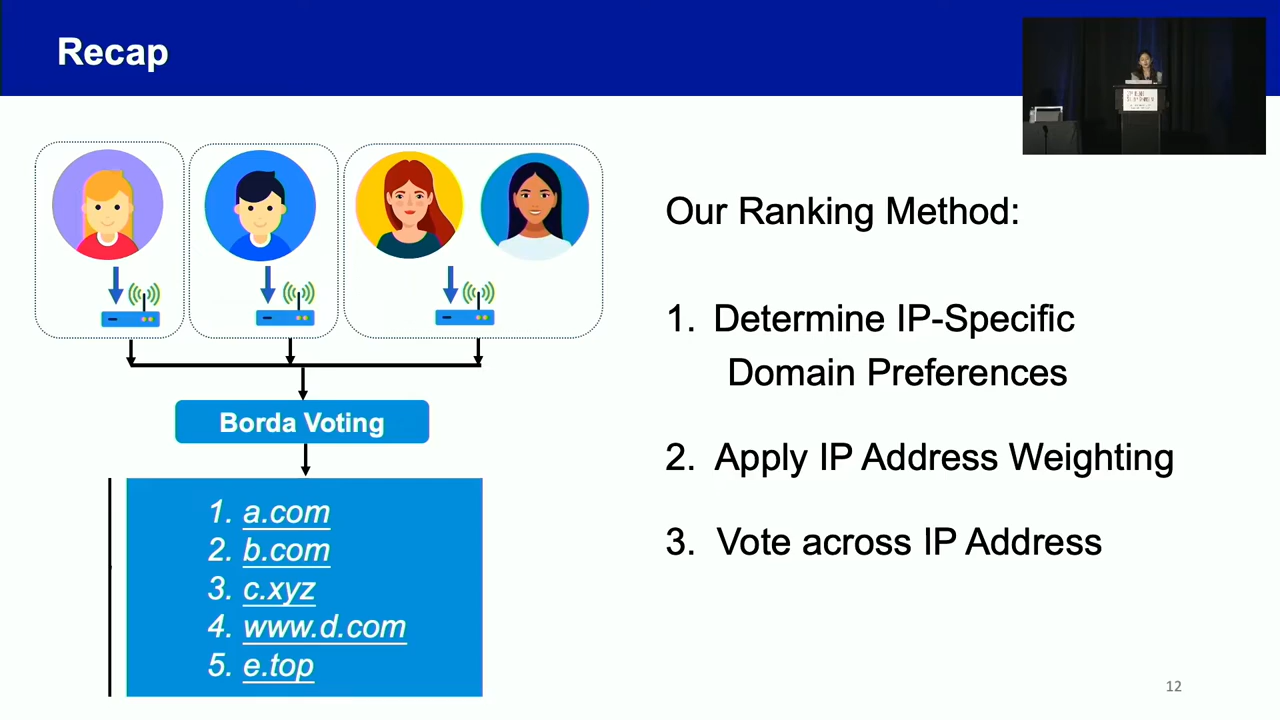 Recap
Our Ranking Method:
1. Determine IP-Specific
Domain Preferences
2. Apply IP Address Weighting
3. Vote across IP Address
Borda Voting
1. a.com
2. b.com
3. c.xyz
4. www.d.com
5. e.top
12